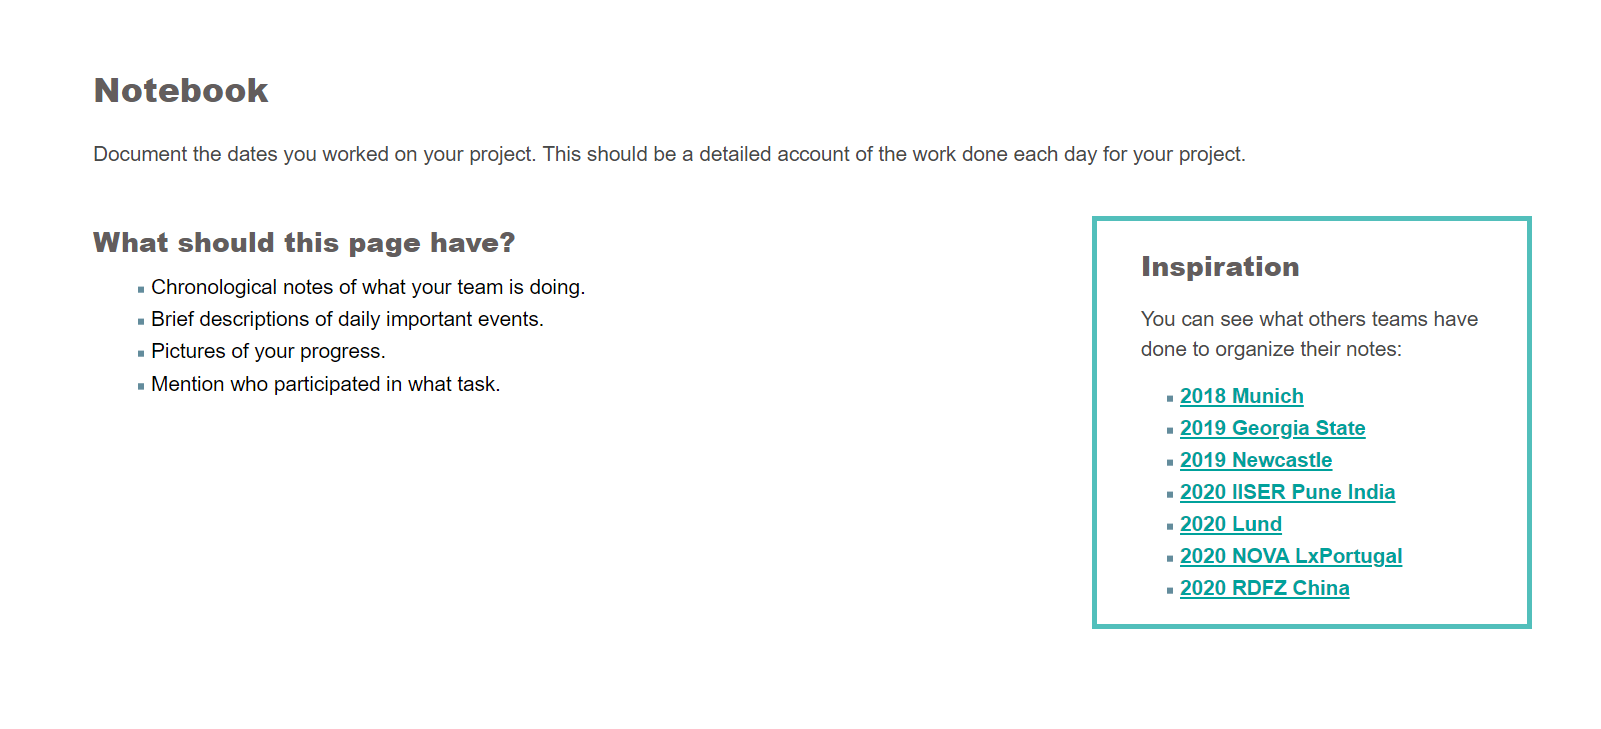 Notebook
Document the dates you worked on your project. This should be a detailed account of the work done each day for your project.
What should this page have?
Chronological notes of what your team is doing.
Brief descriptions of daily important events.
Pictures of your progress.
Mention who participated in what task.
Inspiration
You can see what others teams have
done to organize their notes:
2018 Munich
2019 Georgia State
2019 Newcastle
2020 IISER Pune India
2020 Lund
2020 NOVA LxPortugal
2020 RDFZ China